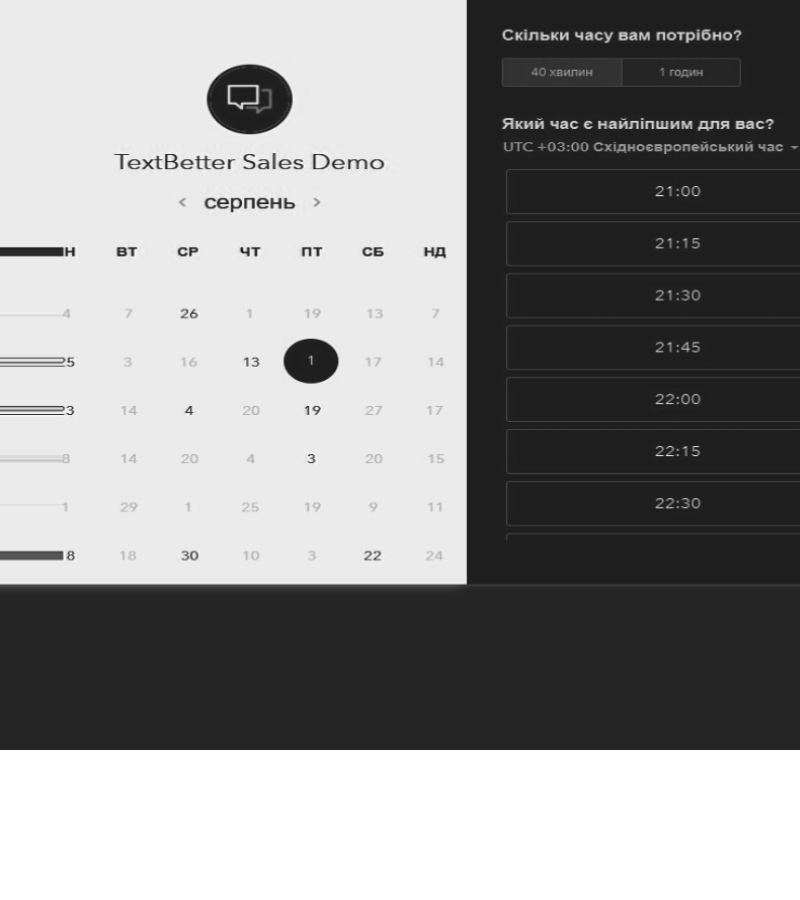 TextBetter Sales Demo
серпень
Н ВТ СР ЧТ ПТ СБ НД
4 7 26 1 19 13 7
5 3 16 13 1 17 14
3 14 4 20 19 27 17
8 14 20 4 3 20 15
1 29 1 25 19 9 11
8 18 30 10 3 22 24
Скільки часу вам потрібно?
40 хвилин 1 годин
Який час є найліпшим для вас?
UTC +03:00 Східноєвропейський час
21:00
21:15
21:30
21:45
22:00
22:15
22:30